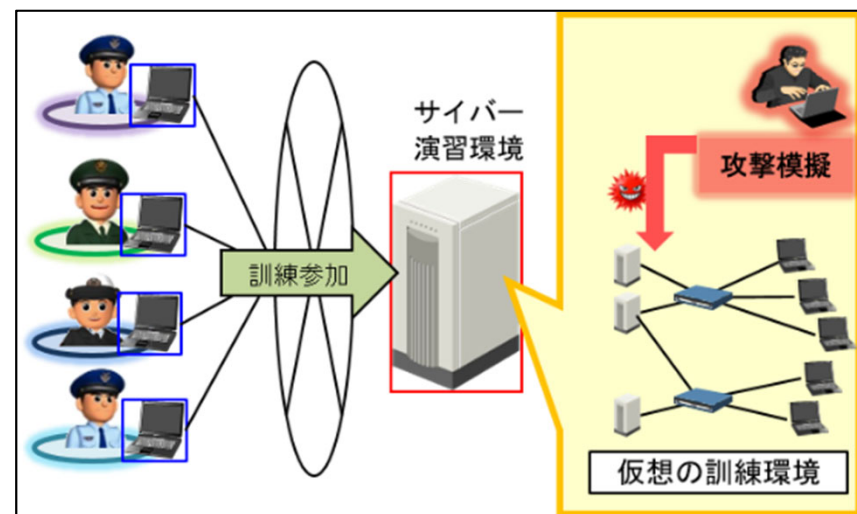 サイバー
演習環境
訓練参加
攻撃模擬
仮想の訓練環境